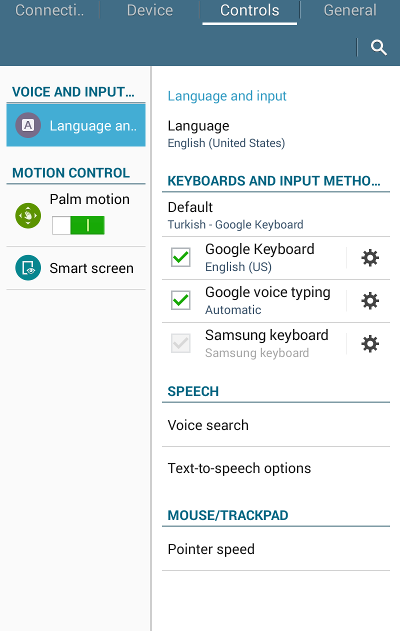 Connecti..
Device
Controls
General
VOICE AND INPUT...
A
Language an..
MOTION CONTROL
Palm motion
Smart screen
Language and input
Language
English (United States)
KEYBOARDS AND INPUT METHO...
Default
Turkish - Google Keyboard
Google Keyboard
English (US)
Google voice typing
Automatic
Samsung keyboard
Samsung keyboard
SPEECH
Voice search
Text-to-speech options
MOUSE/TRACKPAD
Pointer speed